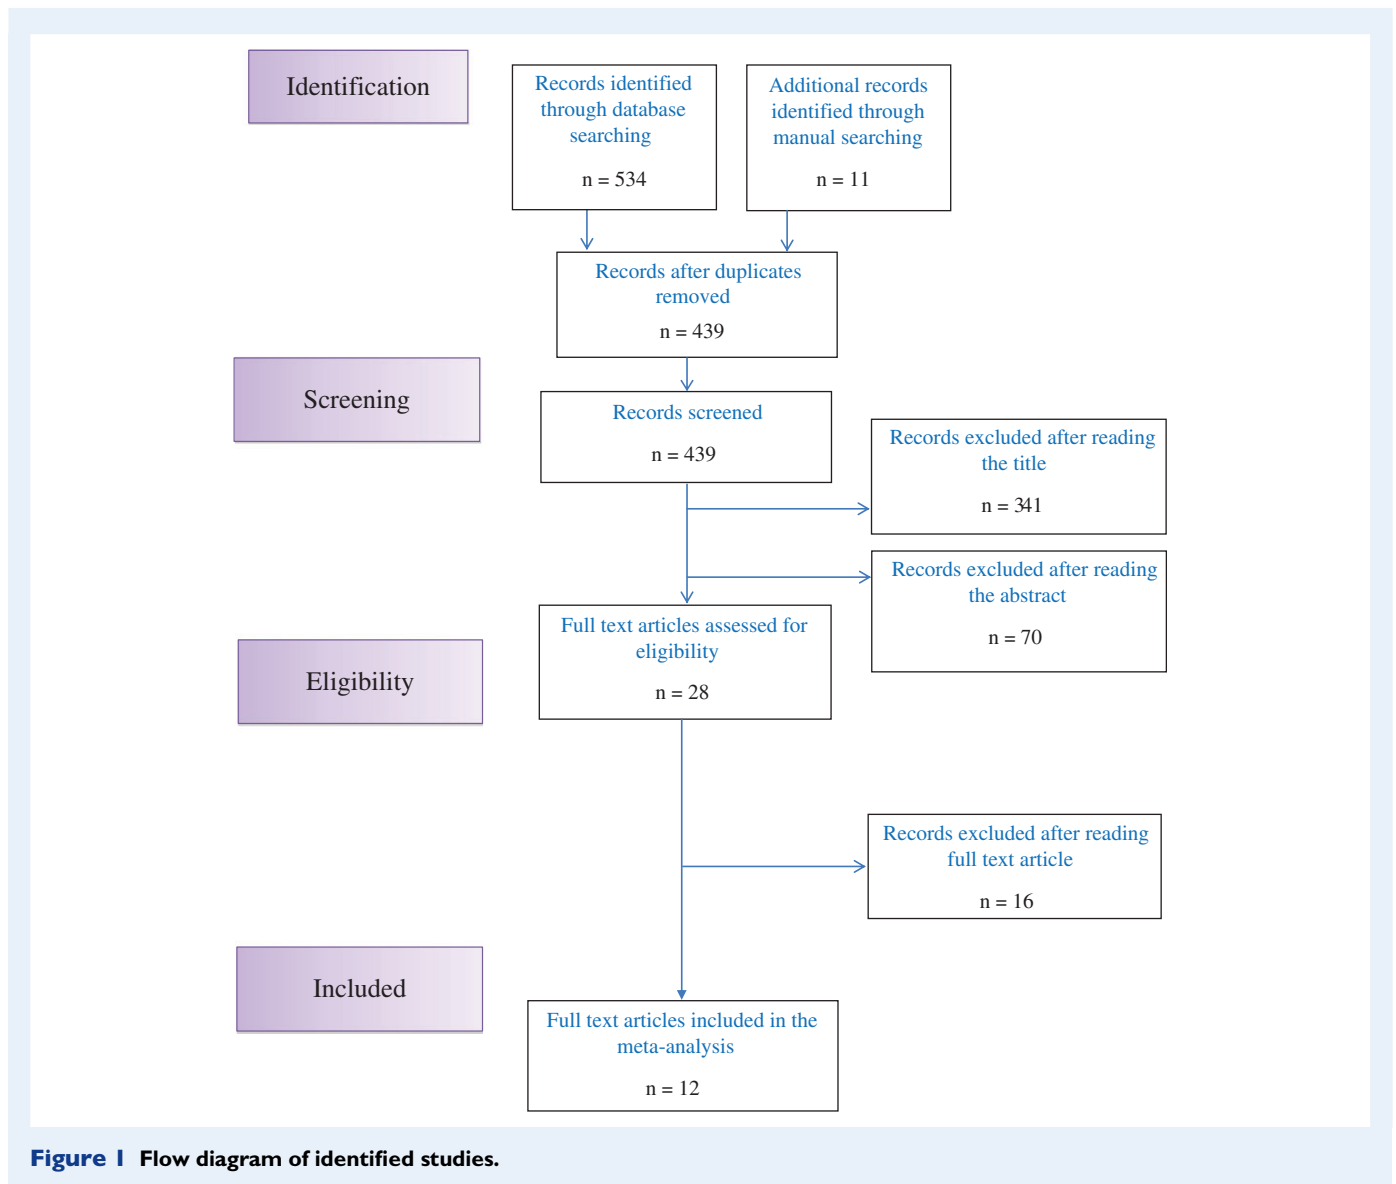 Identification
Records identified
through database
searching
n = 534
Additional records
identified through
manual searching
n = 11
Records after duplicates
removed
n = 439
Screening
Records screened
n = 439
Records excluded after reading
the title
n = 341
Records excluded after reading
the abstract
n = 70
Full text articles assessed for
eligibility
n = 28
Eligibility
Records excluded after reading
full text article
n = 16
Included
Full text articles included in the
meta-analysis
n = 12
Figure 1 Flow diagram of identified studies.